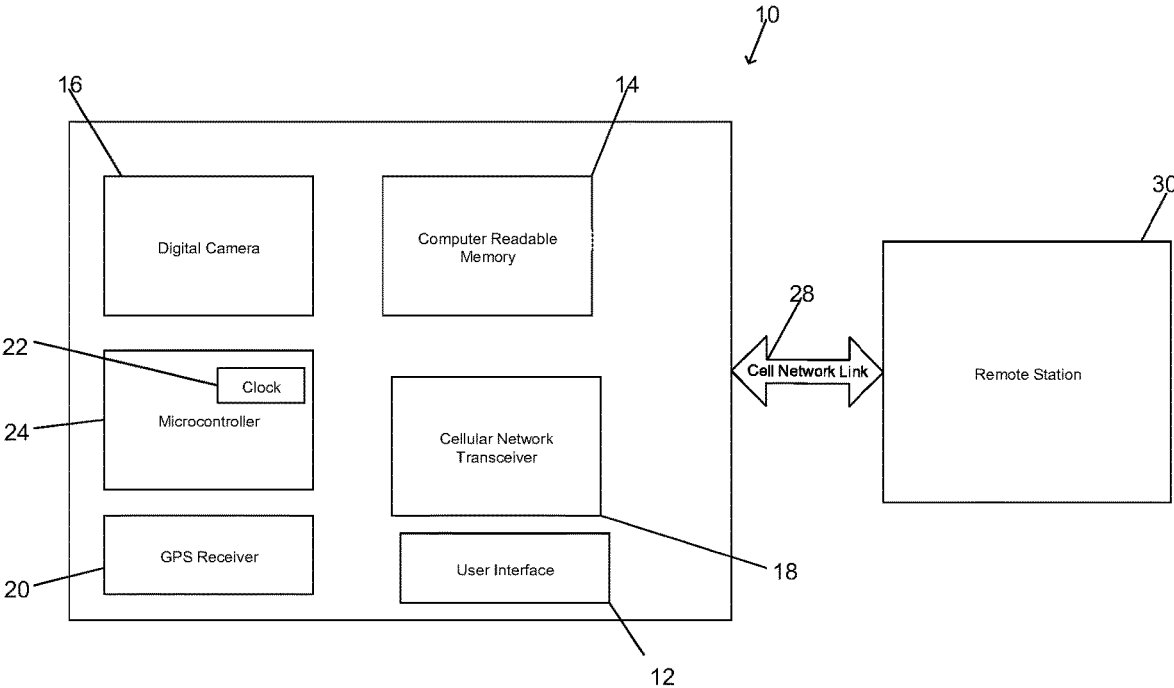 10
16
14
Digital Camera
Computer Readable
Memory
30
28
22
Clock
Cell Network Link
Remote Station
24
Microcontroller
Cellular Network
Transceiver
GPS Receiver
User Interface
20
18
12